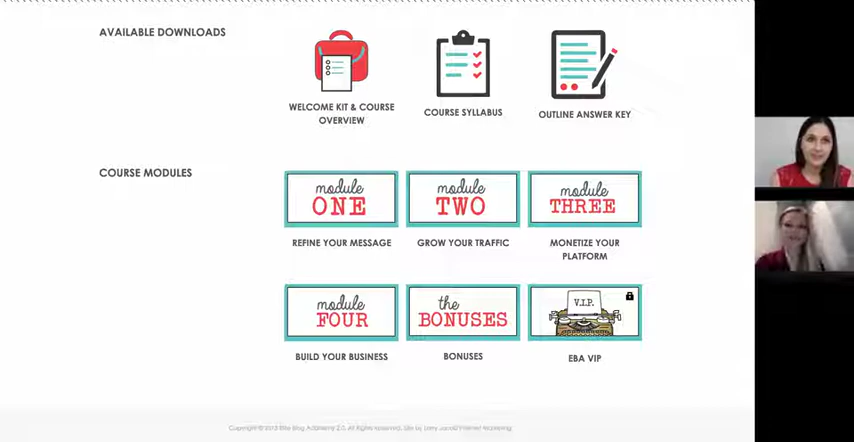 AVAILABLE DOWNLOADS
WELCOME KIT & COURSE
OVERVIEW
COURSE SYLLABUS
OUTLINE ANSWER KEY
COURSE MODULES
module
ONE
module
TWO
module
THREE
REFINE YOUR MESSAGE
GROW YOUR TRAFFIC
MONETIZE YOUR
PLATFORM
module
FOUR
the
BONUSES
V.I.P.
BUILD YOUR BUSINESS
BONUSES
EBA VIP